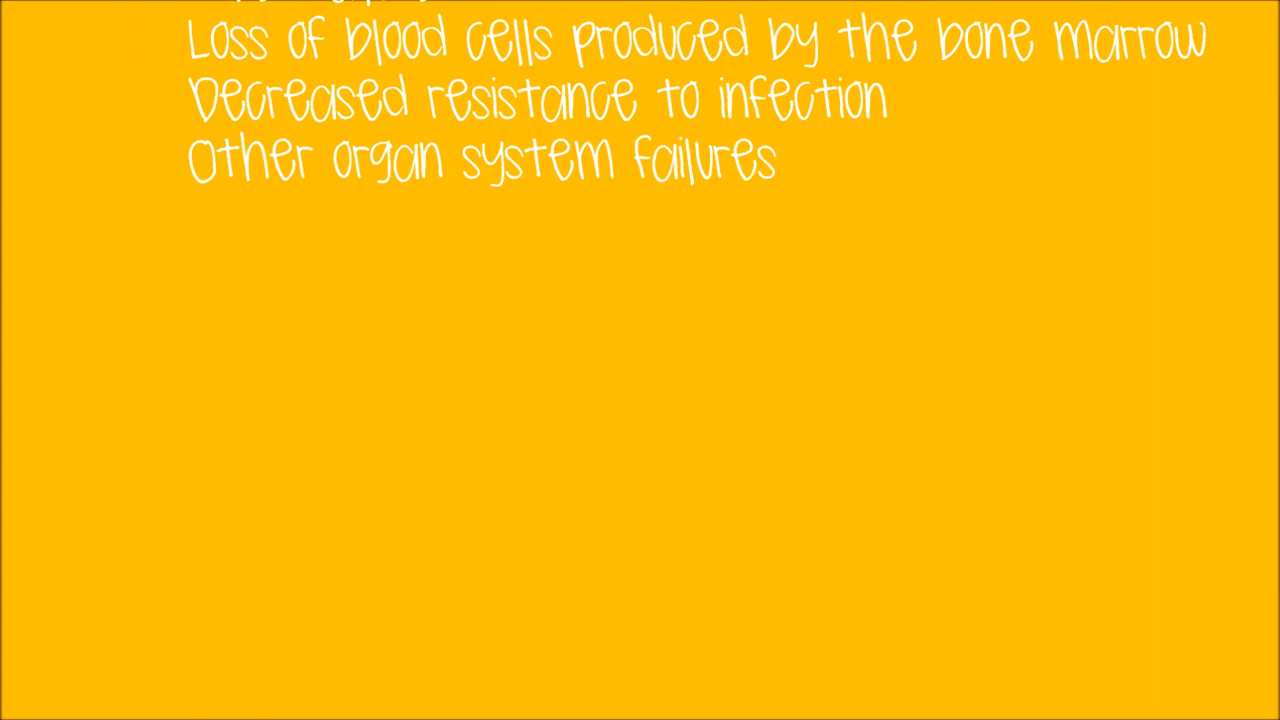 Loss of blood cells produced by the bone marrow
Decreased resistance to infection
Other organ system failures